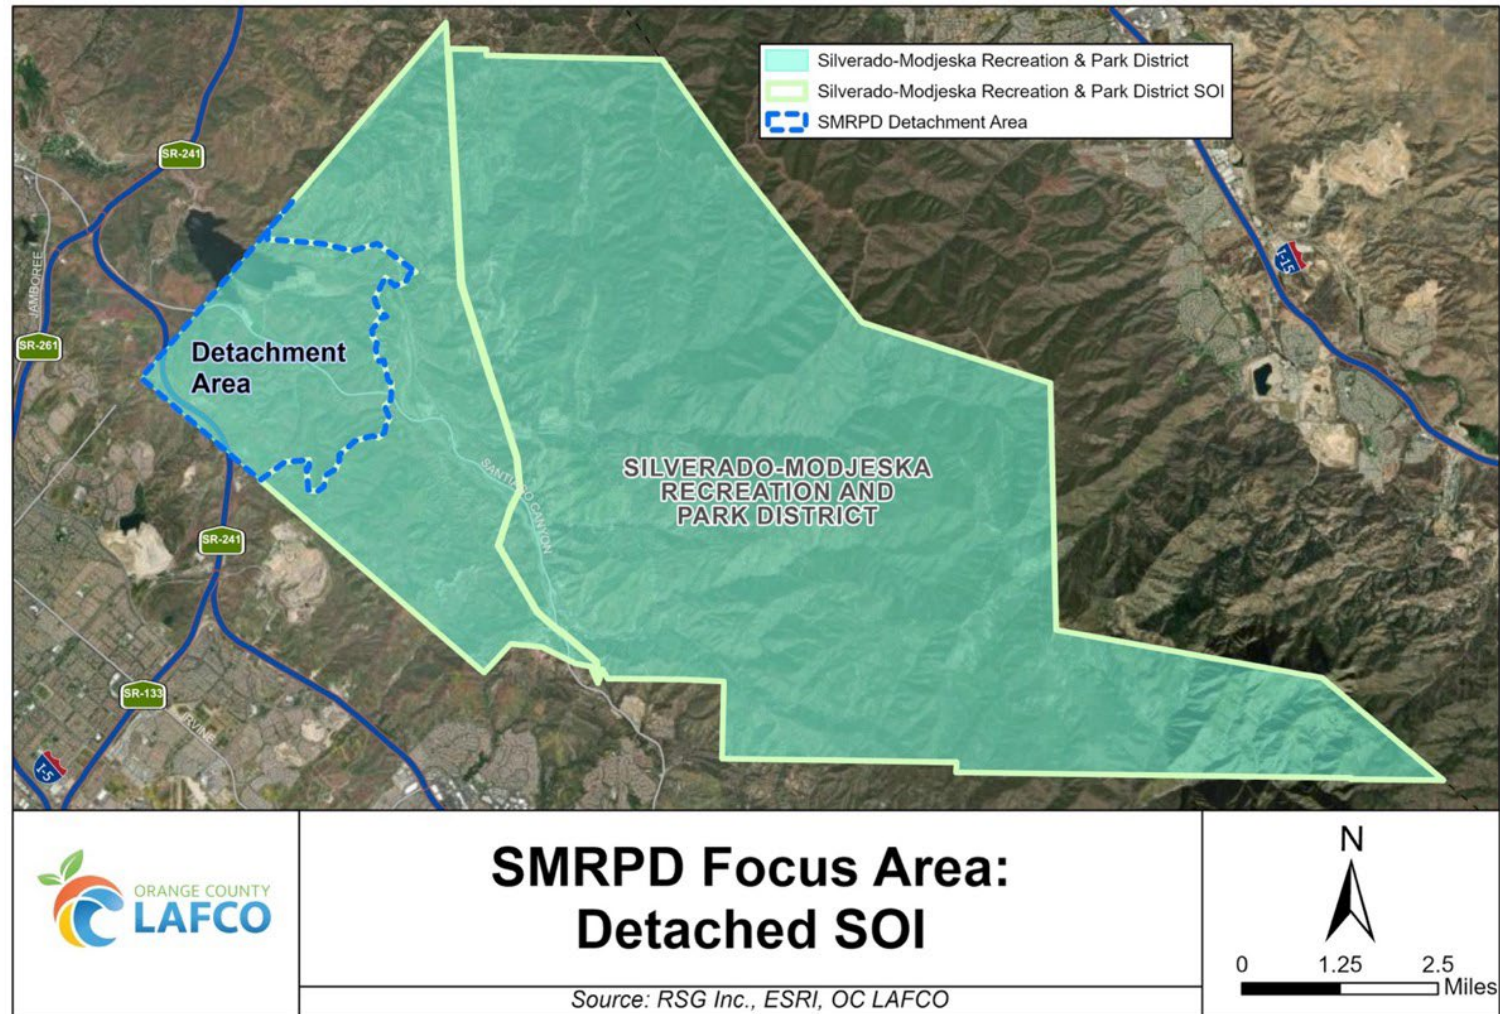 Silverado-Modjeska Recreation & Park District
Silverado-Modjeska Recreation & Park District SOI
SMRPD Detachment Area
SR-241
JAMBOREE
SR-261
I-15
Detachment
Area
SILVERADO-MODJESKA
RECREATION AND
PARK DISTRICT
SANTIAGO CANYON
SR-241
SR-133
IRVINE
I-5
ORANGE COUNTY
LAFCO
SMRPD Focus Area:
Detached SOI
Source: RSG Inc., ESRI, OC LAFCO
N
0 1.25 2.5
Miles